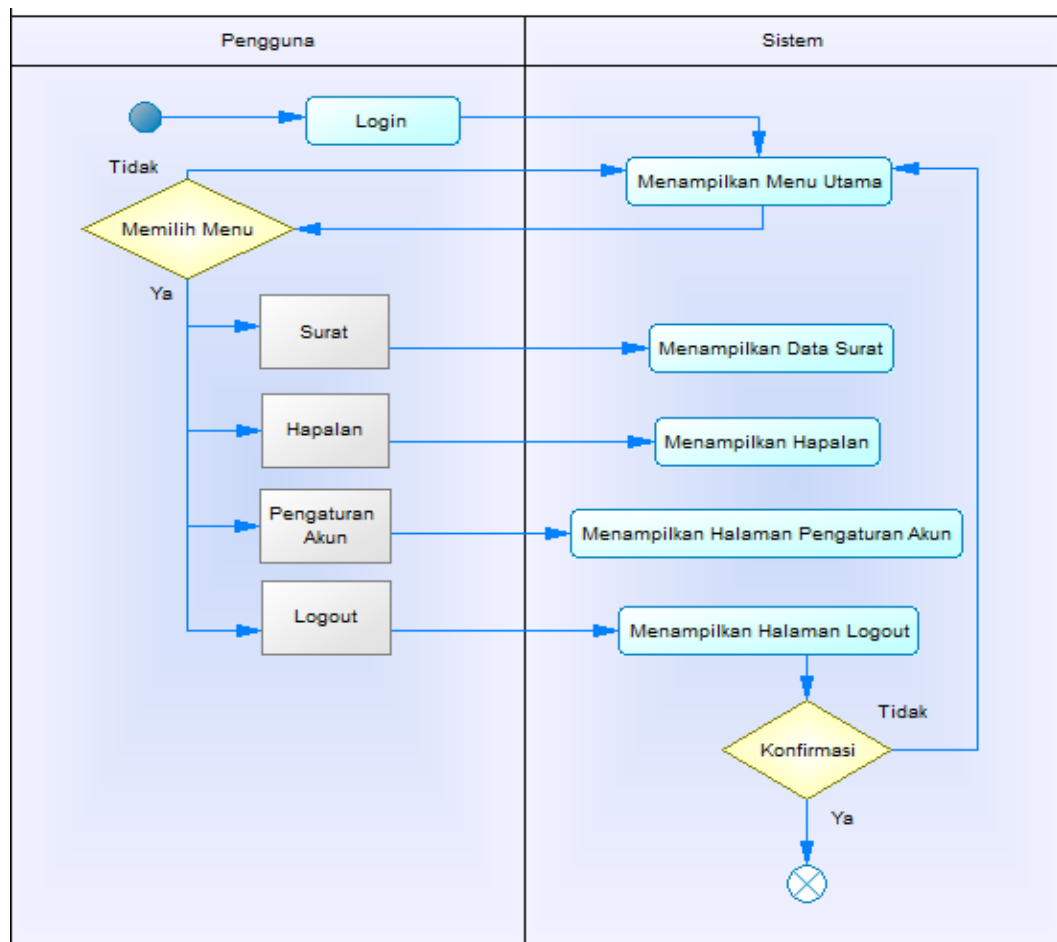 Pengguna
Sistem
Login
Tidak
Menampilkan Menu Utama
Memilih Menu
Ya
Surat
Menampilkan Data Surat
Hapalan
Menampilkan Hapalan
Pengaturan
Akun
Menampilkan Halaman Pengaturan Akun
Logout
Menampilkan Halaman Logout
Tidak
Konfirmasi
Ya